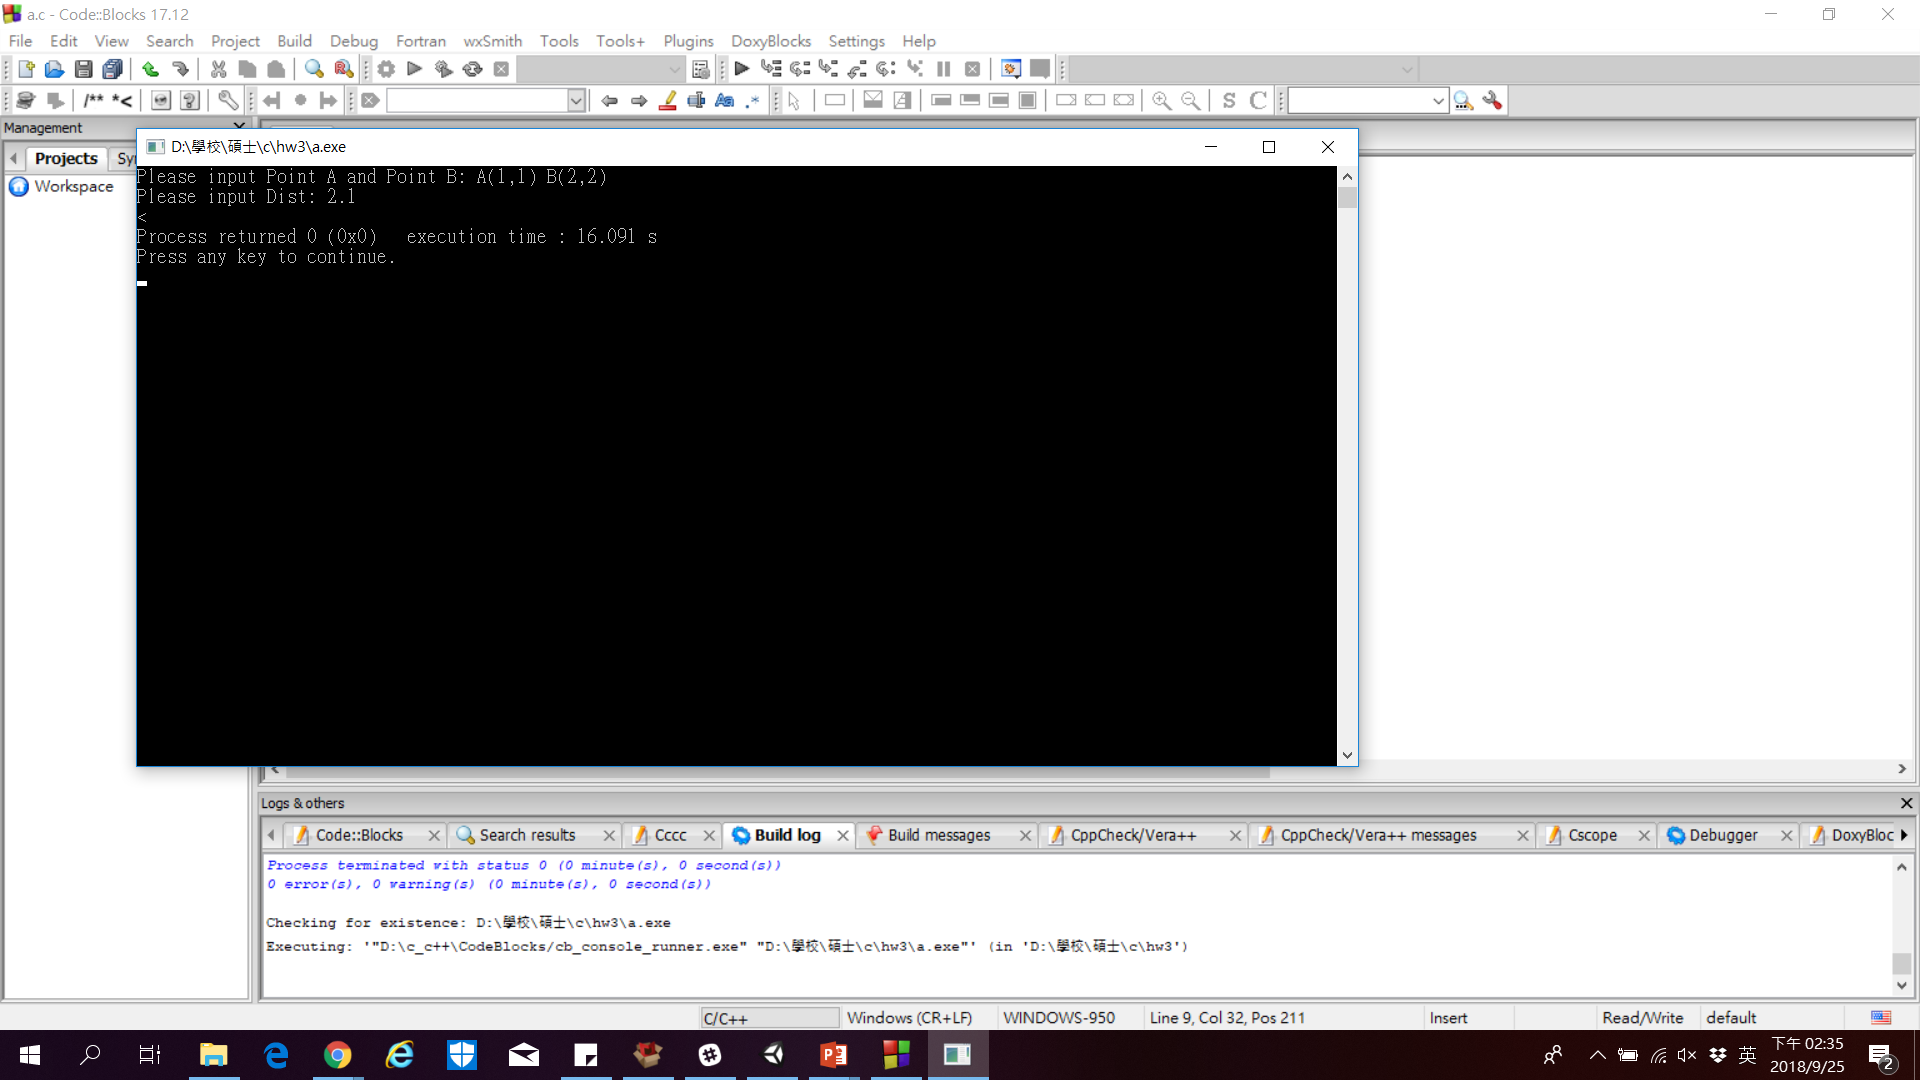 a.c - Code::Blocks 17.12
File Edit View Search Project Build Debug Fortran wxSmith Tools Tools+ Plugins DoxyBlocks Settings Help
/** *<
Aa .*
S C
Management
Projects Sy
Workspace
D:\學校\碩士\c\hw3\a.exe
Please input Point A and Point B: A(1,1) B(2,2)
Please input Dist: 2.1
<
Process returned 0 (0x0)   execution time : 16.091 s
Press any key to continue.
Logs & others
Code::Blocks Search results Cccc Build log Build messages CppCheck/Vera++ CppCheck/Vera++ messages Cscope Debugger DoxyBloc
Process terminated with status 0 (0 minute(s), 0 second(s))
0 error(s), 0 warning(s) (0 minute(s), 0 second(s))
Checking for existence: D:\學校\碩士\c\hw3\a.exe
Executing: '"D:\c_c++\CodeBlocks/cb_console_runner.exe" "D:\學校\碩士\c\hw3\a.exe"' (in 'D:\學校\碩士\c\hw3')
C/C++ Windows (CR+LF) WINDOWS-950 Line 9, Col 32, Pos 211 Insert Read/Write default
英
下午 02:35
2018/9/25
2